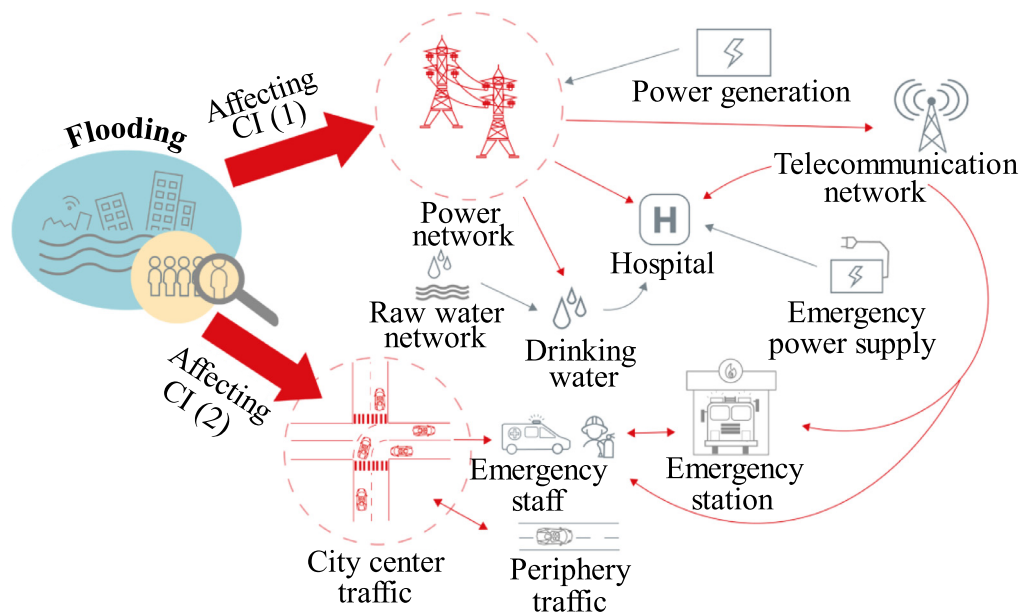 Flooding
Affecting
CI (1)
Power generation
Telecommunication
network
Power
network
H
Hospital
Raw water
network
Drinking
water
Emergency
power supply
Affecting
CI (2)
Emergency
staff
Emergency
station
City center
traffic
Periphery
traffic